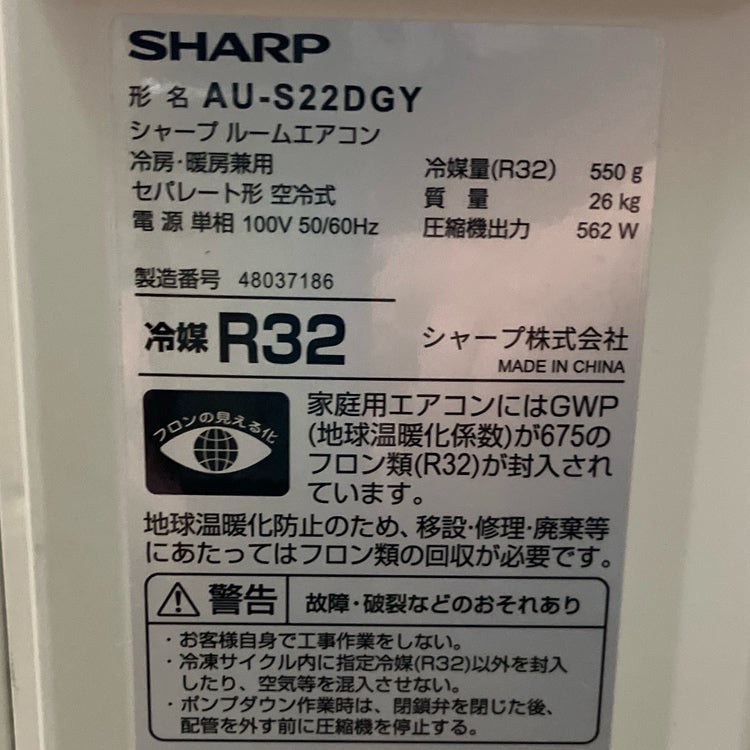 SHARP
形 名 AU-S22DGY
シャープ ルームエアコン
冷房・暖房兼用
セパレート形 空冷式
電 源 単相 100V 50/60Hz
冷媒量(R32) 550 g
質 量 26 kg
圧縮機出力 562 W
製造番号 48037186
冷媒 R32
シャープ株式会社
MADE IN CHINA
フロンの見える化
家庭用エアコンにはGWP
(地球温暖化係数)が675の
フロン類(R32)が封入され
ています。
地球温暖化防止のため、移設・修理・廃棄等
にあたってはフロン類の回収が必要です。
警告 故障・破裂などのおそれあり
・お客様自身で工事作業をしない。
・冷凍サイクル内に指定冷媒(R32)以外を封入
したり、空気等を混入させない。
・ポンプダウン作業時は、閉鎖弁を閉じた後、
配管を外す前に圧縮機を停止する。